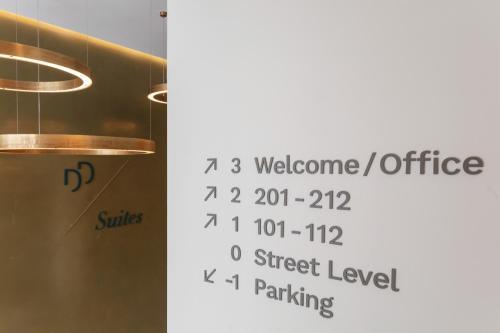 DD
Suites
↗ 3 Welcome/Office
↗ 2 201-212
↗ 1 101-112
0 Street Level
↙ -1 Parking